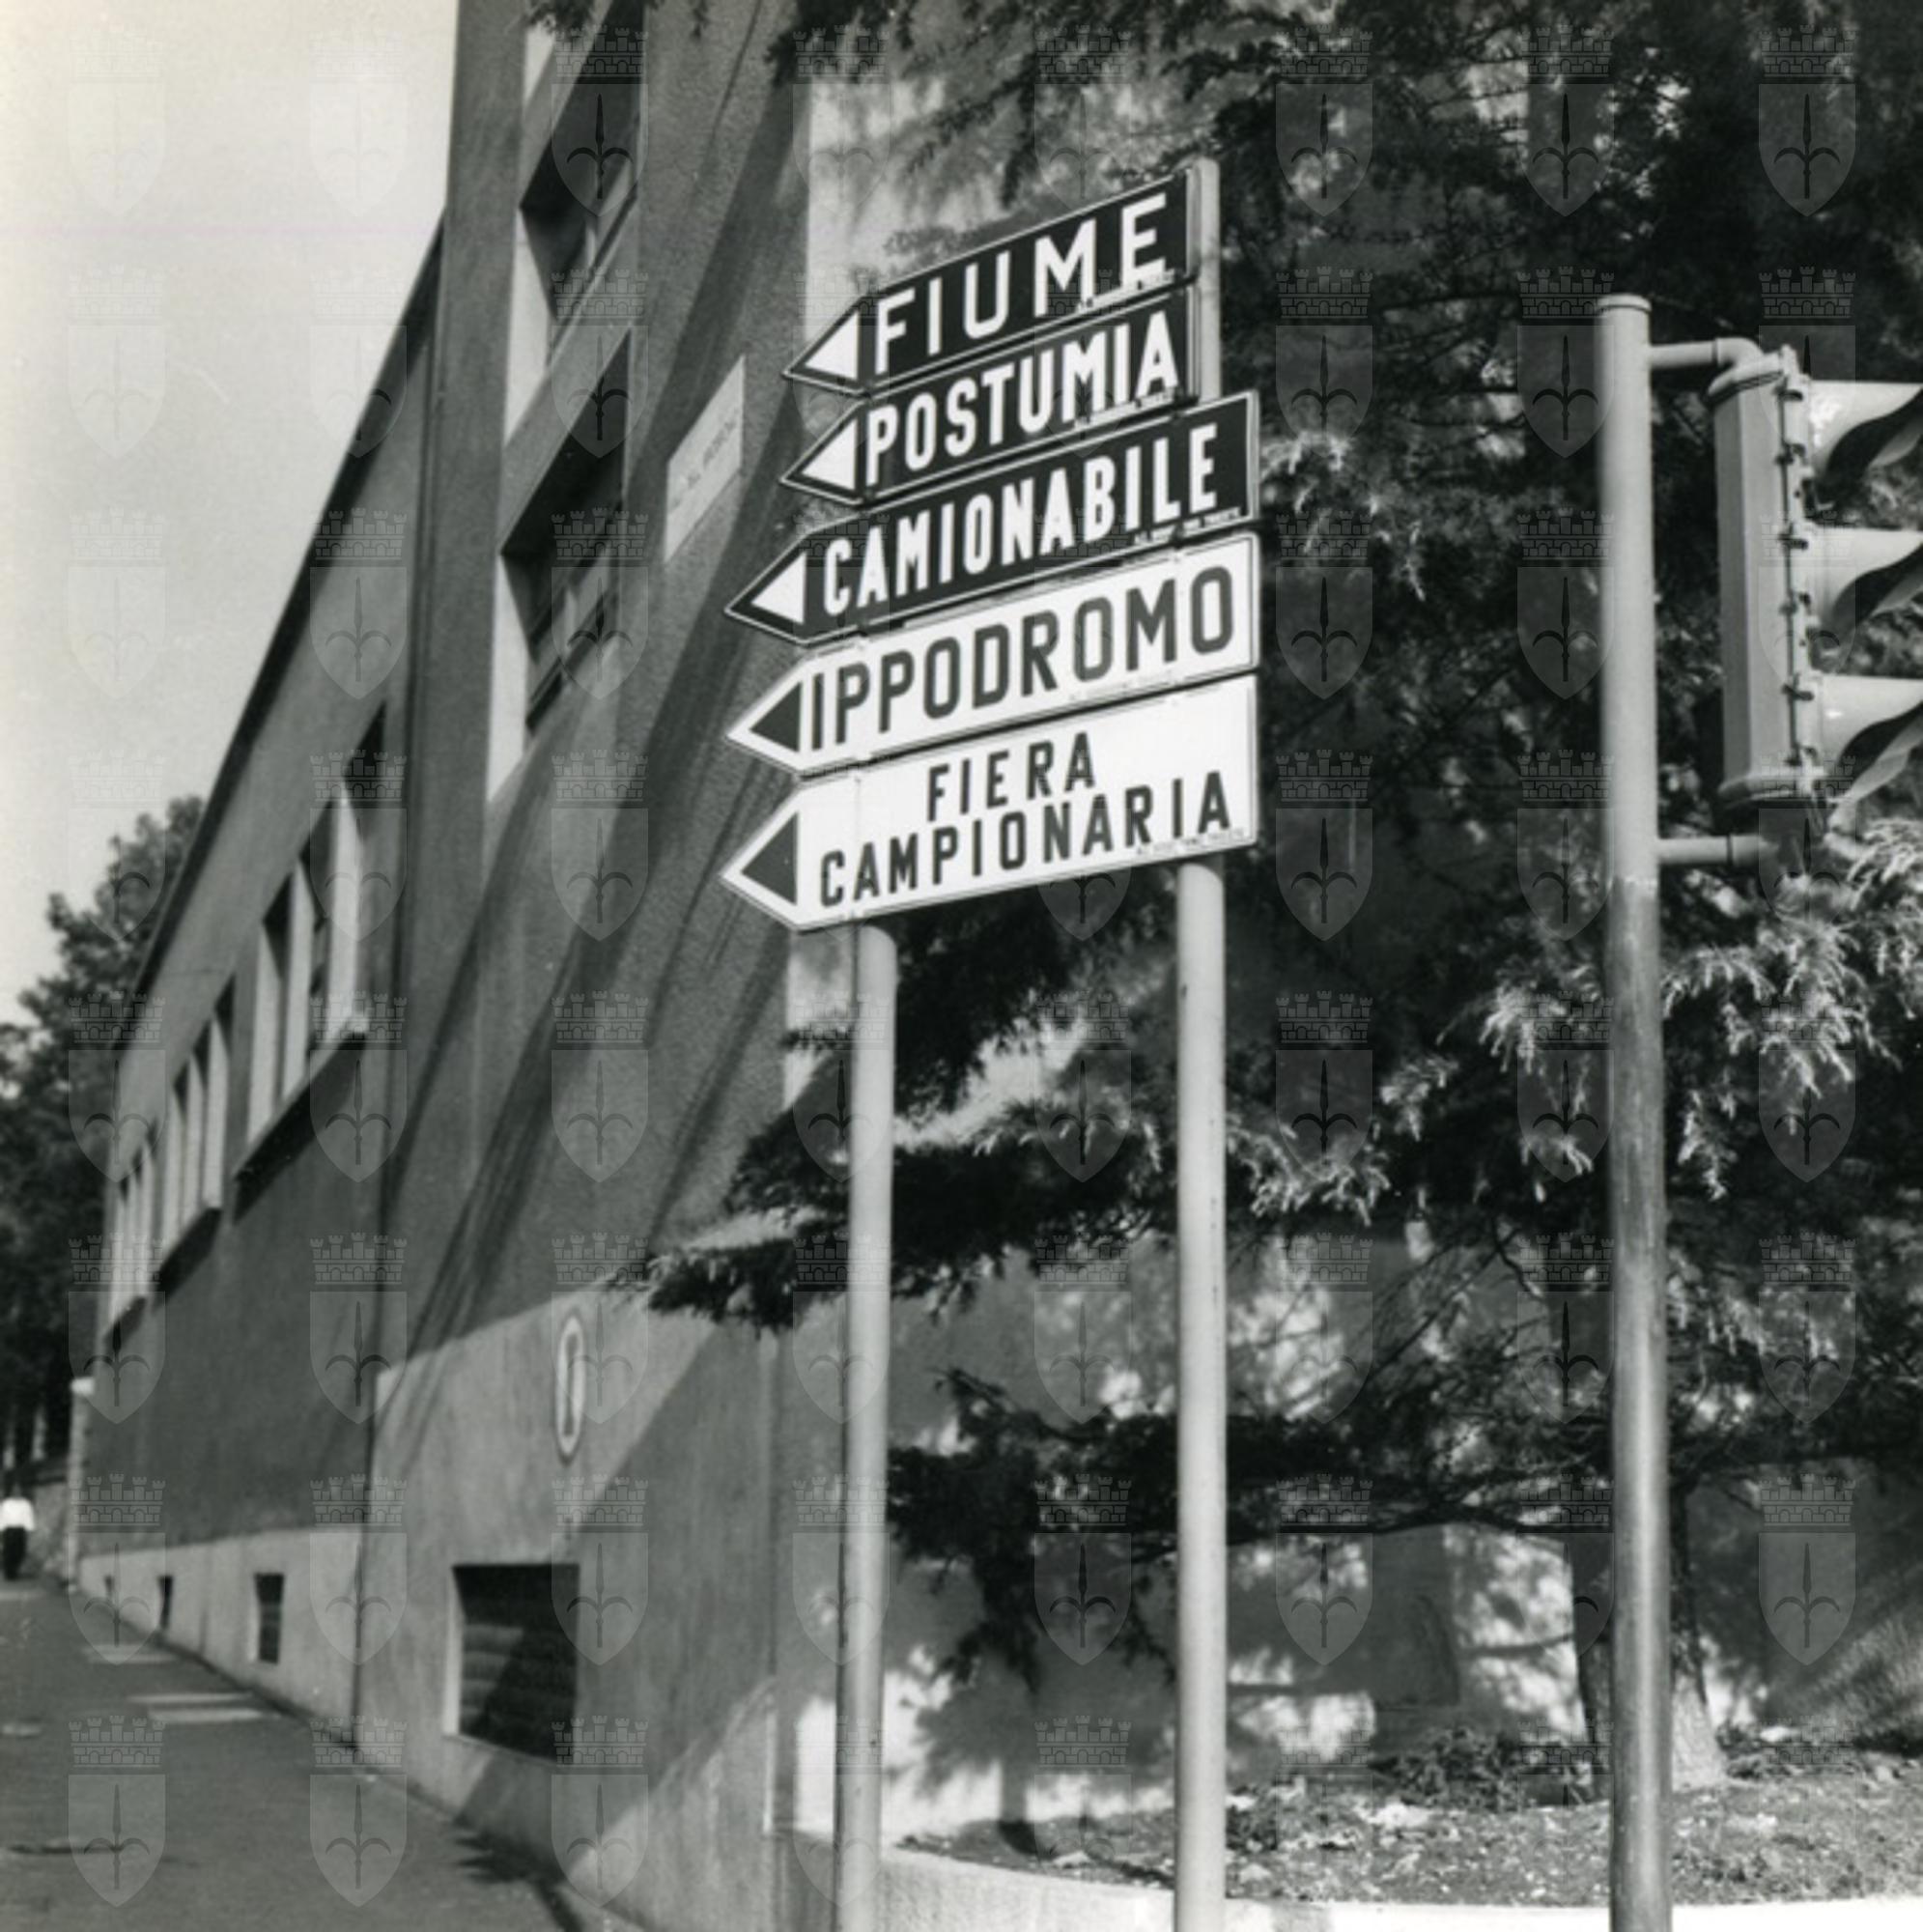 FIUME
POSTUMIA
CAMIONABILE
IPPODROMO
FIERA
CAMPIONARIA